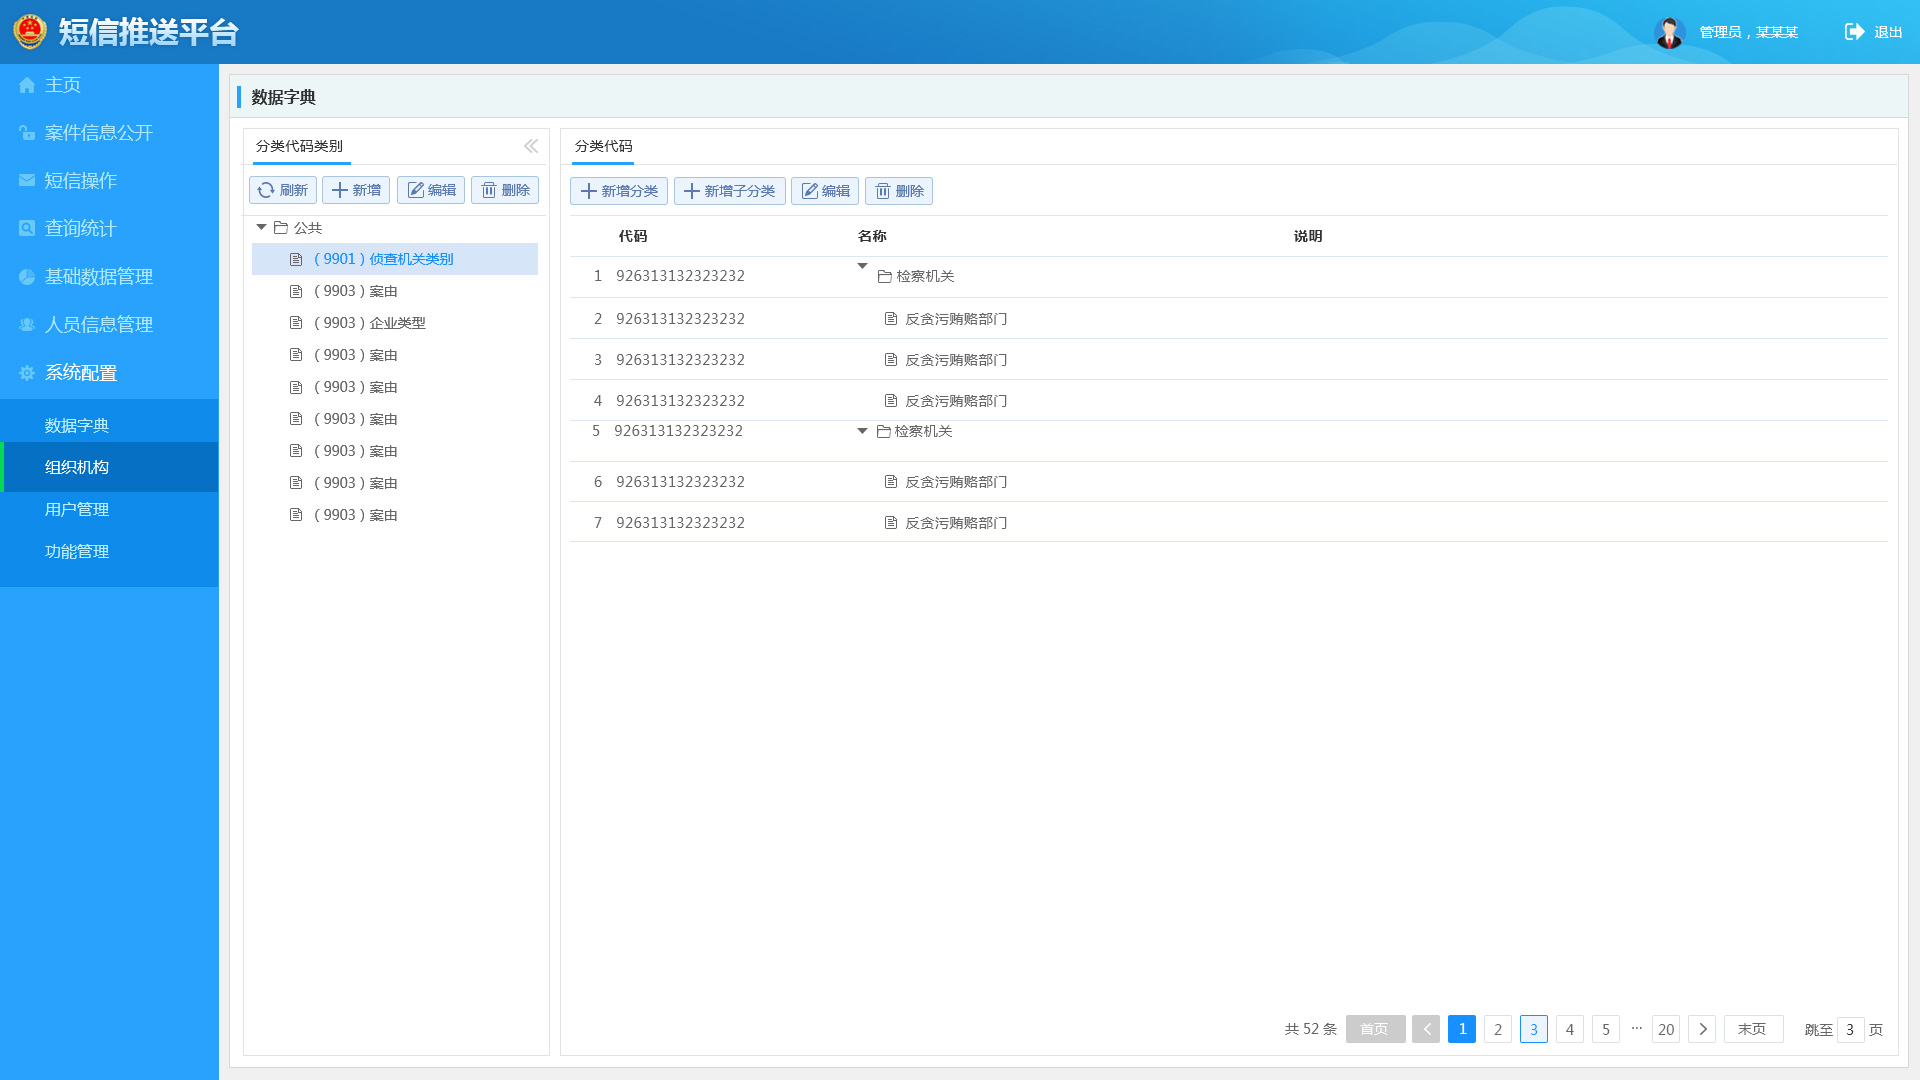 短信推送平台
管理员，某某某
退出
主页
案件信息公开
短信操作
查询统计
基础数据管理
人员信息管理
系统配置
数据字典
组织机构
用户管理
功能管理
数据字典
分类代码类别
刷新
新增
编辑
删除
公共
（9901）侦查机关类别
（9903）案由
（9903）企业类型
（9903）案由
（9903）案由
（9903）案由
（9903）案由
（9903）案由
（9903）案由
分类代码
新增分类
新增子分类
编辑
删除
代码 名称 说明
1 926313132323232 检察机关
2 926313132323232 反贪污贿赂部门
3 926313132323232 反贪污贿赂部门
4 926313132323232 反贪污贿赂部门
5 926313132323232 检察机关
6 926313132323232 反贪污贿赂部门
7 926313132323232 反贪污贿赂部门
共 52 条 首页 1 2 3 4 5 ··· 20 末页 跳至 3 页